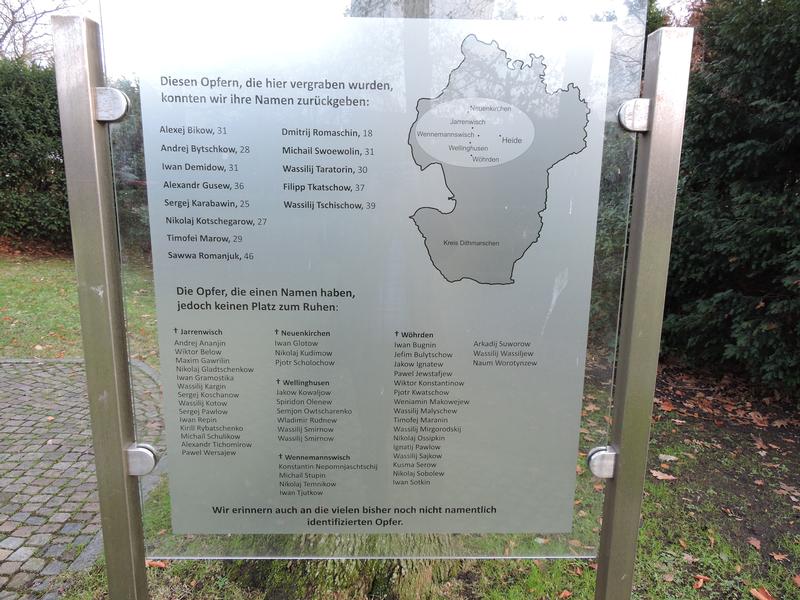 Diesen Opfern, die hier vergraben wurden,
konnten wir ihre Namen zurückgeben:
Alexej Bikow, 31
Andrej Bytschkow, 28
Iwan Demidow, 31
Alexandr Gusew, 36
Sergej Karabawin, 25
Nikolaj Kotschegarow, 27
Timofei Marow, 29
Sawwa Romanjuk, 46
Dmitrij Romaschin, 18
Michail Swoewolin, 31
Wassilij Taratorin, 30
Filipp Tkatschow, 37
Wassilij Tschischow, 39
Neuenkirchen
Jarrenwisch
Wennemannswisch
Heide
Wellinghusen
Wöhrden
Kreis Dithmarschen
Die Opfer, die einen Namen haben,
jedoch keinen Platz zum Ruhen:
† Jarrenwisch
Andrej Ananjin
Wiktor Below
Maxim Gawrilin
Nikolaj Gladtschenkow
Iwan Gramostika
Wassilij Kargin
Sergej Koschanow
Wassilij Kotow
Sergej Pawlow
Iwan Repin
Kirill Rybatschenko
Michail Schulikow
Alexandr Tichomirow
Pawel Wersajew
† Neuenkirchen
Iwan Glotow
Nikolaj Kudimow
Pjotr Scholochow
† Wellinghusen
Jakow Kowaljow
Spiridon Olenew
Semjon Owtscharenko
Wladimir Rudnew
Wassilij Smirnow
Wassilij Smirnow
† Wennemannswisch
Konstantin Nepomnjaschtschij
Michail Stupin
Nikolaj Temnikow
Iwan Tjutkow
† Wöhrden
Iwan Bugnin
Jefim Bulytschow
Jakow Ignatew
Pawel Jewstafjew
Wiktor Konstantinow
Pjotr Kwatschow
Weniamin Makowejew
Wassilij Malyschew
Timofej Maranin
Wassilij Mirgorodskij
Nikolaj Ossipkin
Ignatij Pawlow
Wassilij Sajkow
Kusma Serow
Nikolaj Sobolew
Iwan Sotkin
Arkadij Suworow
Wassilij Wassiljew
Naum Worotynzew
Wir erinnern auch an die vielen bisher noch nicht namentlich
identifizierten Opfer.